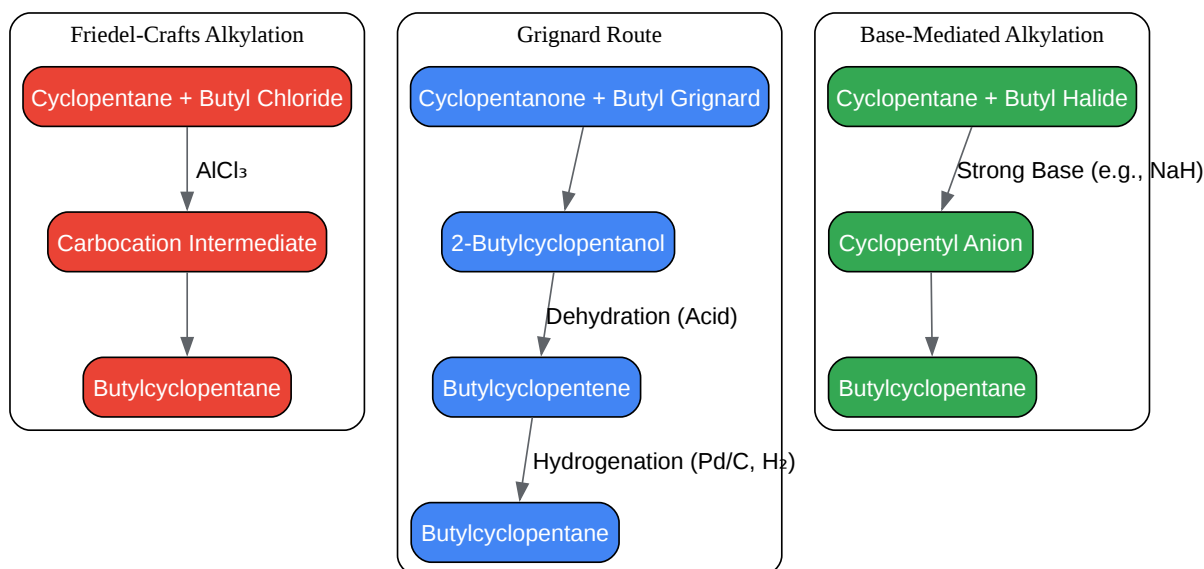 Friedel-Crafts Alkylation
Cyclopentane + Butyl Chloride
AlCl₃
Carbocation Intermediate
Butylcyclopentane
Grignard Route
Cyclopentanone + Butyl Grignard
2-Butylcyclopentanol
Dehydration (Acid)
Butylcyclopentene
Hydrogenation (Pd/C, H₂)
Butylcyclopentane
Base-Mediated Alkylation
Cyclopentane + Butyl Halide
Strong Base (e.g., NaH)
Cyclopentyl Anion
Butylcyclopentane